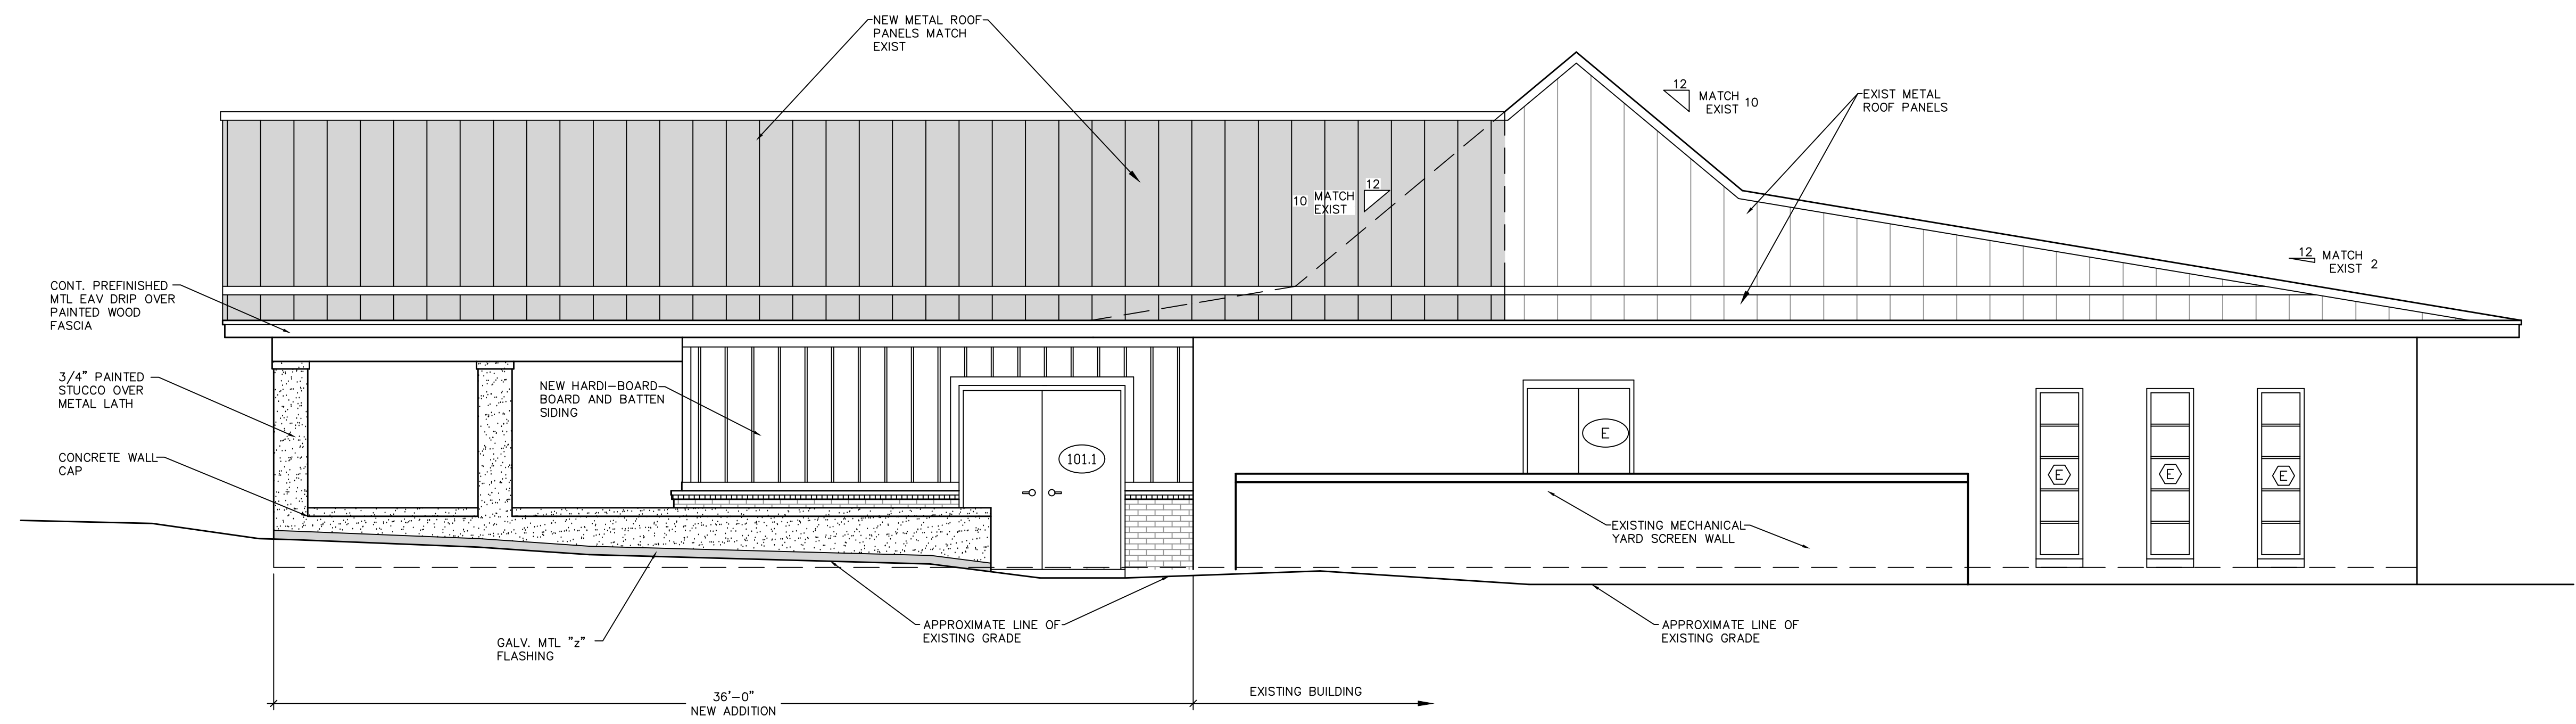 NEW METAL ROOF
PANELS MATCH
EXIST
12
MATCH
EXIST 10
EXIST METAL
ROOF PANELS
12
10 MATCH
EXIST
12
MATCH
EXIST 2
CONT. PREFINISHED
MTL EAV DRIP OVER
PAINTED WOOD
FASCIA
3/4" PAINTED
STUCCO OVER
METAL LATH
NEW HARDI-BOARD
BOARD AND BATTEN
SIDING
CONCRETE WALL
CAP
101.1
E
E
E
E
EXISTING MECHANICAL
YARD SCREEN WALL
GALV. MTL "z"
FLASHING
APPROXIMATE LINE OF
EXISTING GRADE
APPROXIMATE LINE OF
EXISTING GRADE
36'-0"
NEW ADDITION
EXISTING BUILDING